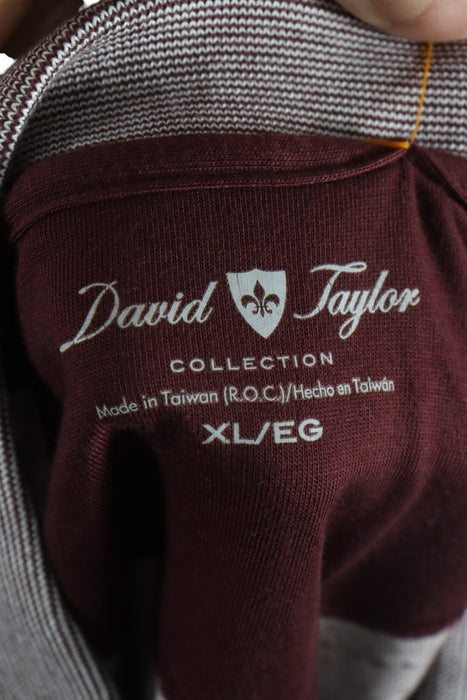 David Taylor
COLLECTION
Made in Taiwan (R.O.C.)/Hecho en Taiwán
XL/EG